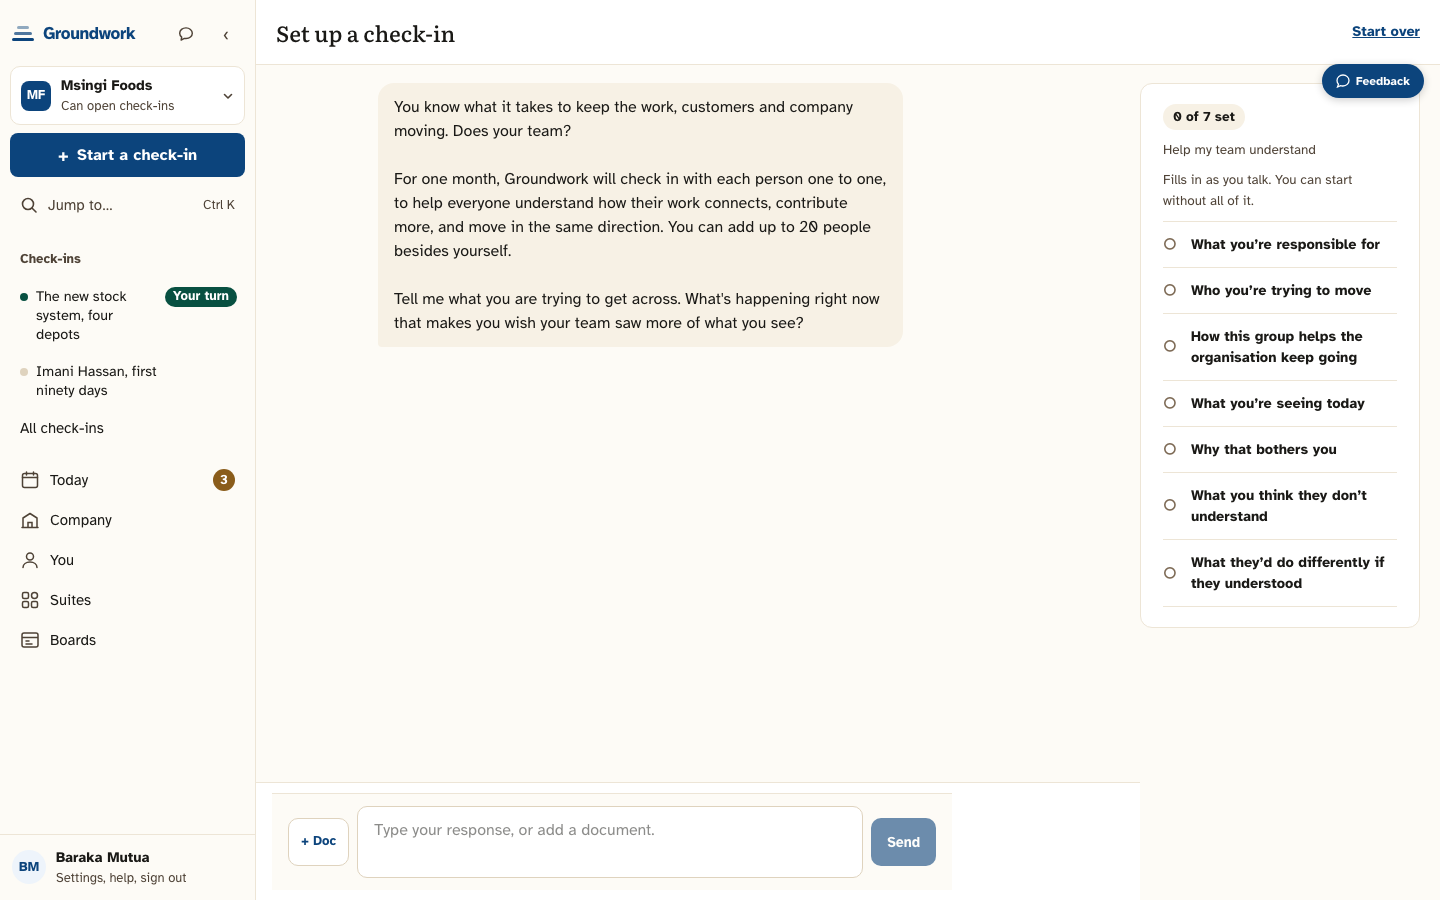 Groundwork
MF
Msingi Foods
Can open check-ins
+ Start a check-in
Jump to...
Ctrl K
Check-ins
The new stock
system, four
depots
Your turn
Imani Hassan, first
ninety days
All check-ins
Today
3
Company
You
Suites
Boards
BM
Baraka Mutua
Settings, help, sign out
Set up a check-in
Start over
Feedback
You know what it takes to keep the work, customers and company
moving. Does your team?
For one month, Groundwork will check in with each person one to one,
to help everyone understand how their work connects, contribute
more, and move in the same direction. You can add up to 20 people
besides yourself.
Tell me what you are trying to get across. What's happening right now
that makes you wish your team saw more of what you see?
+ Doc
Type your response, or add a document.
Send
0 of 7 set
Help my team understand
Fills in as you talk. You can start
without all of it.
What you’re responsible for
Who you’re trying to move
How this group helps the
organisation keep going
What you’re seeing today
Why that bothers you
What you think they don’t
understand
What they’d do differently if
they understood